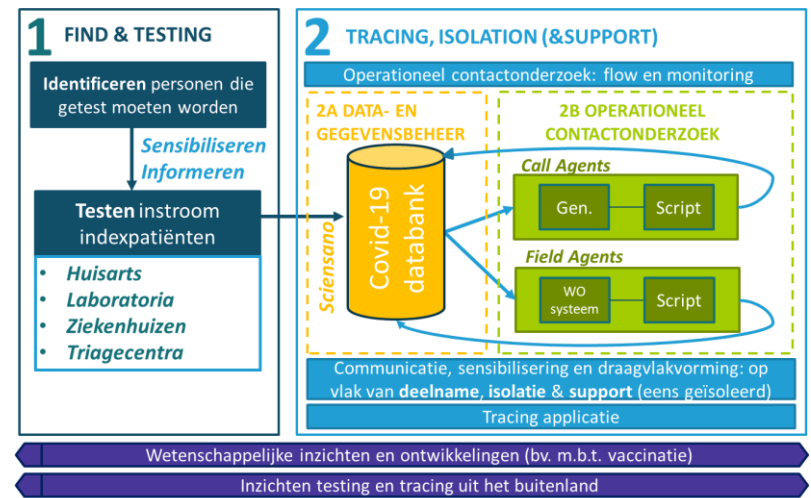 1 FIND & TESTING
Identificeren personen die
getest moeten worden
Sensibiliseren
Informeren
Testen instroom
indexpatiënten
• Huisarts
• Laboratoria
• Ziekenhuizen
• Triagecentra
2 TRACING, ISOLATION (&SUPPORT)
Operationeel contactonderzoek: flow en monitoring
2A DATA- EN
GEGEVENSBEHEER
Sciensano
Covid-19
databank
2B OPERATIONEEL
CONTACTONDERZOEK
Call Agents
Gen.
Script
Field Agents
WO
systeem
Script
Communicatie, sensibilisering en draagvlakvorming: op
vlak van deelname, isolatie & support (eens geïsoleerd)
Tracing applicatie
Wetenschappelijke inzichten en ontwikkelingen (bv. m.b.t. vaccinatie)
Inzichten testing en tracing uit het buitenland